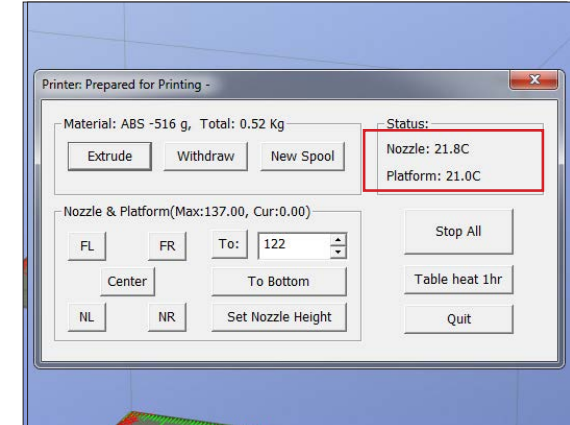 Printer: Prepared for Printing -
Material: ABS -516 g, Total: 0.52 Kg
Extrude
Withdraw
New Spool
Status:
Nozzle: 21.8C
Platform: 21.0C
Nozzle & Platform(Max:137.00, Cur:0.00)
FL
FR
To:
122
Center
To Bottom
NL
NR
Set Nozzle Height
Stop All
Table heat 1hr
Quit